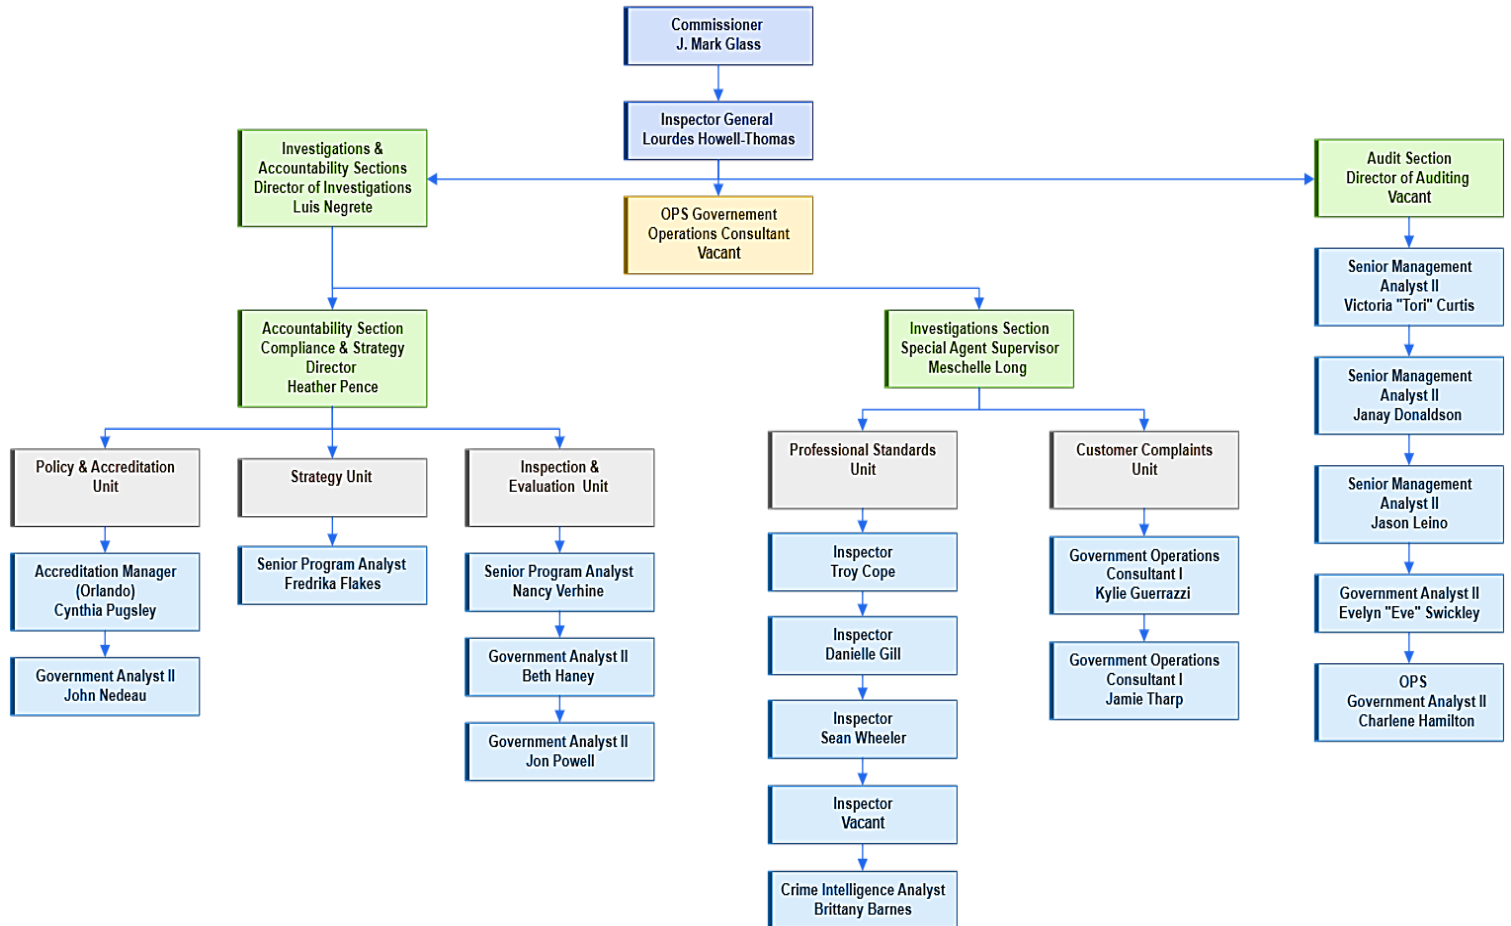 Commissioner
J. Mark Glass
Inspector General
Lourdes Howell-Thomas
Investigations &
Accountability Sections
Director of Investigations
Luis Negrete
OPS Governement
Operations Consultant
Vacant
Audit Section
Director of Auditing
Vacant
Accountability Section
Compliance & Strategy
Director
Heather Pence
Investigations Section
Special Agent Supervisor
Meschelle Long
Policy & Accreditation
Unit
Accreditation Manager
(Orlando)
Cynthia Pugsley
Government Analyst II
John Nedeau
Strategy Unit
Senior Program Analyst
Fredrika Flakes
Inspection &
Evaluation Unit
Senior Program Analyst
Nancy Verhine
Government Analyst II
Beth Haney
Government Analyst II
Jon Powell
Professional Standards
Unit
Inspector
Troy Cope
Inspector
Danielle Gill
Inspector
Sean Wheeler
Inspector
Vacant
Crime Intelligence Analyst
Brittany Barnes
Customer Complaints
Unit
Government Operations
Consultant I
Kylie Guerrazzi
Government Operations
Consultant I
Jamie Tharp
Senior Management
Analyst II
Victoria "Tori" Curtis
Senior Management
Analyst II
Janay Donaldson
Senior Management
Analyst II
Jason Leino
Government Analyst II
Evelyn "Eve" Swickley
OPS
Government Analyst II
Charlene Hamilton